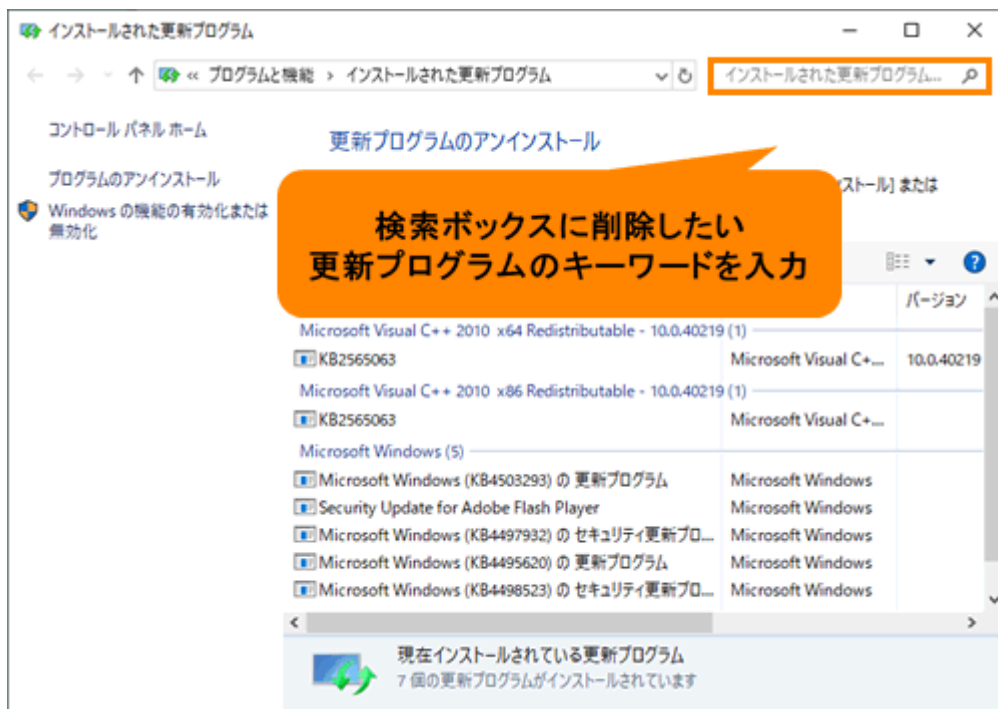 インストールされた更新プログラム
« プログラムと機能 › インストールされた更新プログラム
インストールされた更新プログラム...
コントロール パネル ホーム
プログラムのアンインストール
Windows の機能の有効化または
無効化
更新プログラムのアンインストール
ストール] または
検索ボックスに削除したい
更新プログラムのキーワードを入力
バージョン
Microsoft Visual C++ 2010 x64 Redistributable - 10.0.40219 (1)
KB2565063 Microsoft Visual C+... 10.0.40219
Microsoft Visual C++ 2010 x86 Redistributable - 10.0.40219 (1)
KB2565063 Microsoft Visual C+...
Microsoft Windows (5)
Microsoft Windows (KB4503293) の 更新プログラム Microsoft Windows
Security Update for Adobe Flash Player Microsoft Windows
Microsoft Windows (KB4497932) の セキュリティ更新プロ... Microsoft Windows
Microsoft Windows (KB4495620) の 更新プログラム Microsoft Windows
Microsoft Windows (KB4498523) の セキュリティ更新プロ... Microsoft Windows
現在インストールされている更新プログラム
7 個の更新プログラムがインストールされています